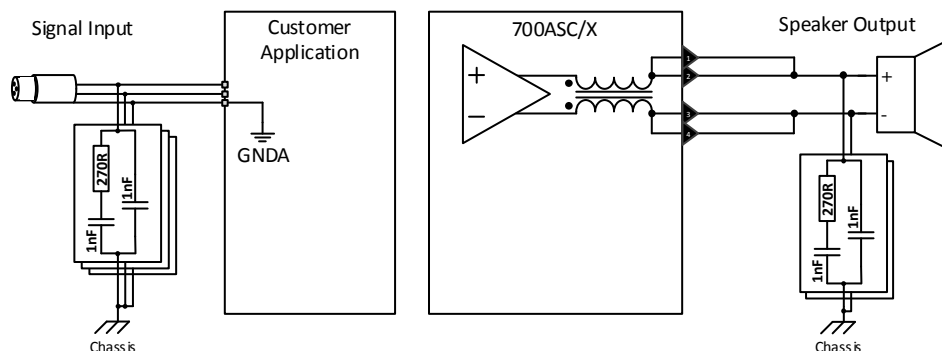 Signal Input
Customer
Application
700ASC/X
Speaker Output
GNDA
+
−
1
2
3
4
+
-
270R
1nF
1nF
270R
1nF
1nF
Chassis
Chassis